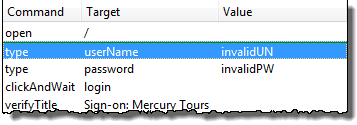 Command Target Value
open /
type userName invalidUN
type password invalidPW
clickAndWait login
verifyTitle Sign-on: Mercury Tours